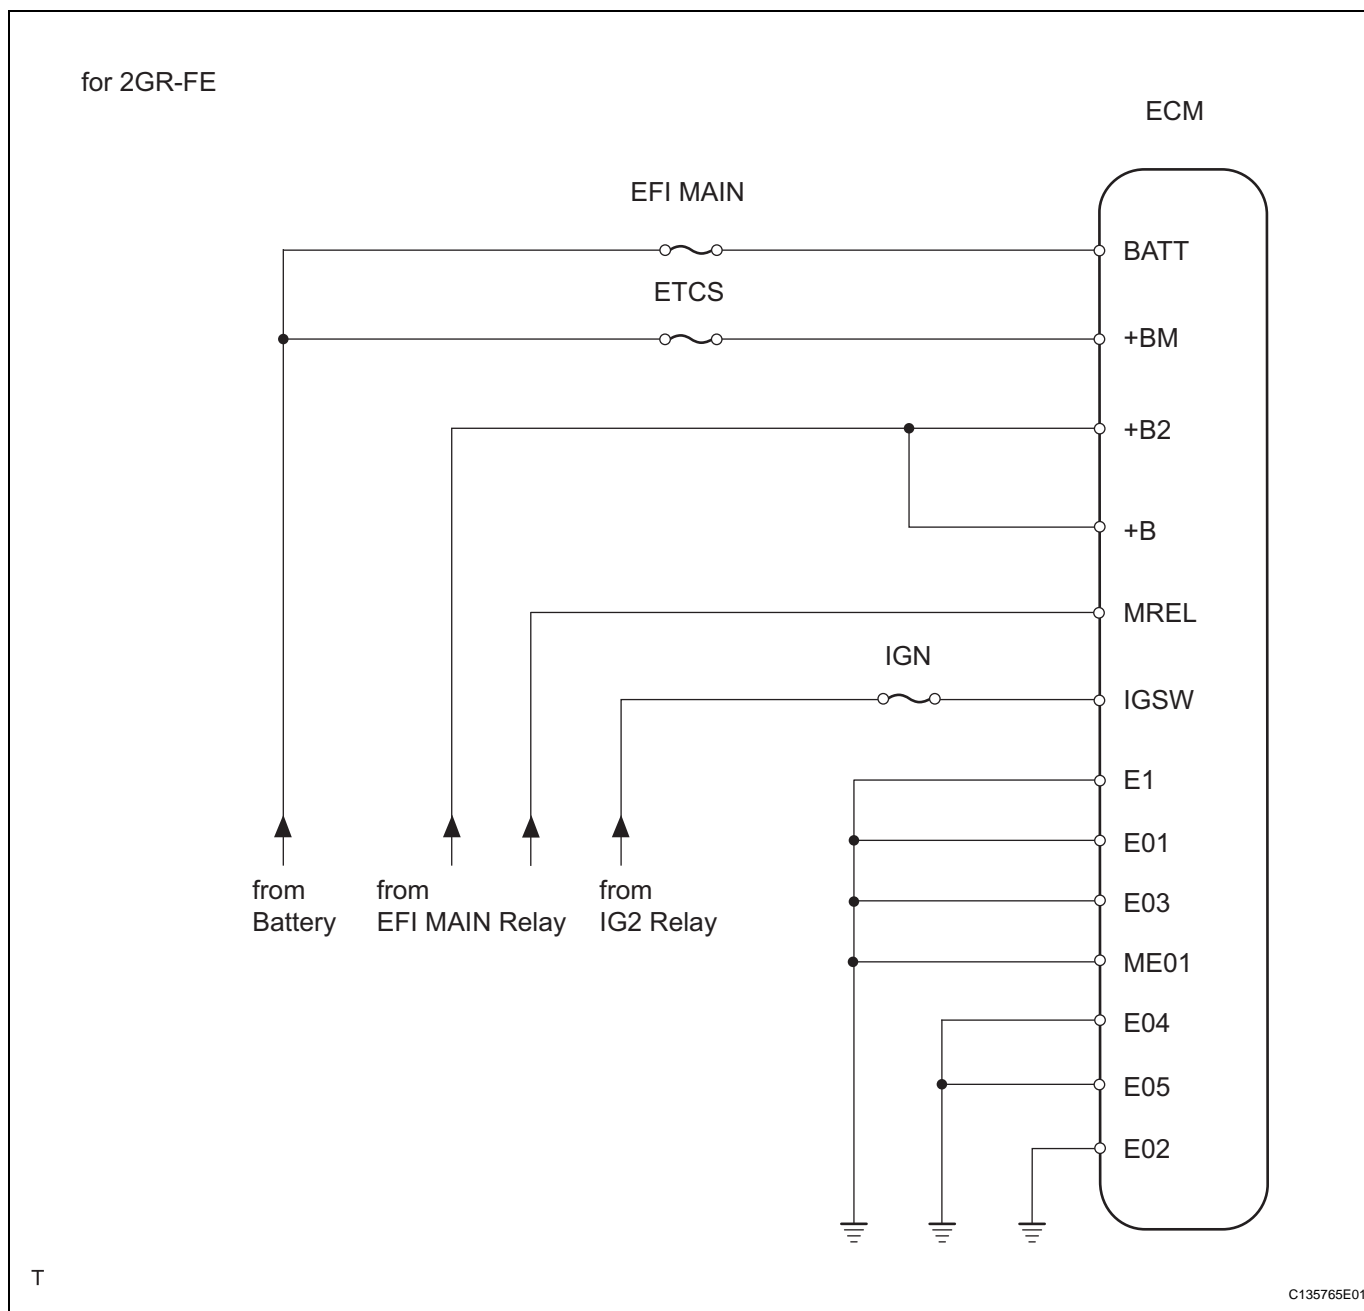 for 2GR-FE
ECM
EFI MAIN
BATT
ETCS
+BM
+B2
+B
MREL
IGN
IGSW
E1
E01
from
Battery
from
EFI MAIN Relay
from
IG2 Relay
E03
ME01
E04
E05
E02
T
C135765E01